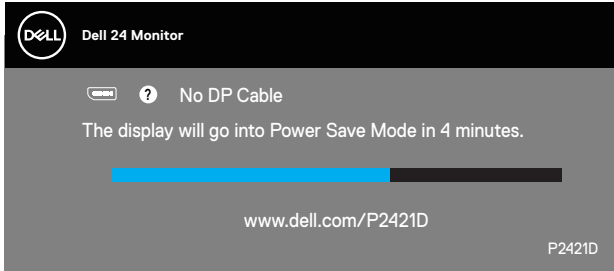 DELL
Dell 24 Monitor
? No DP Cable
The display will go into Power Save Mode in 4 minutes.
www.dell.com/P2421D
P2421D